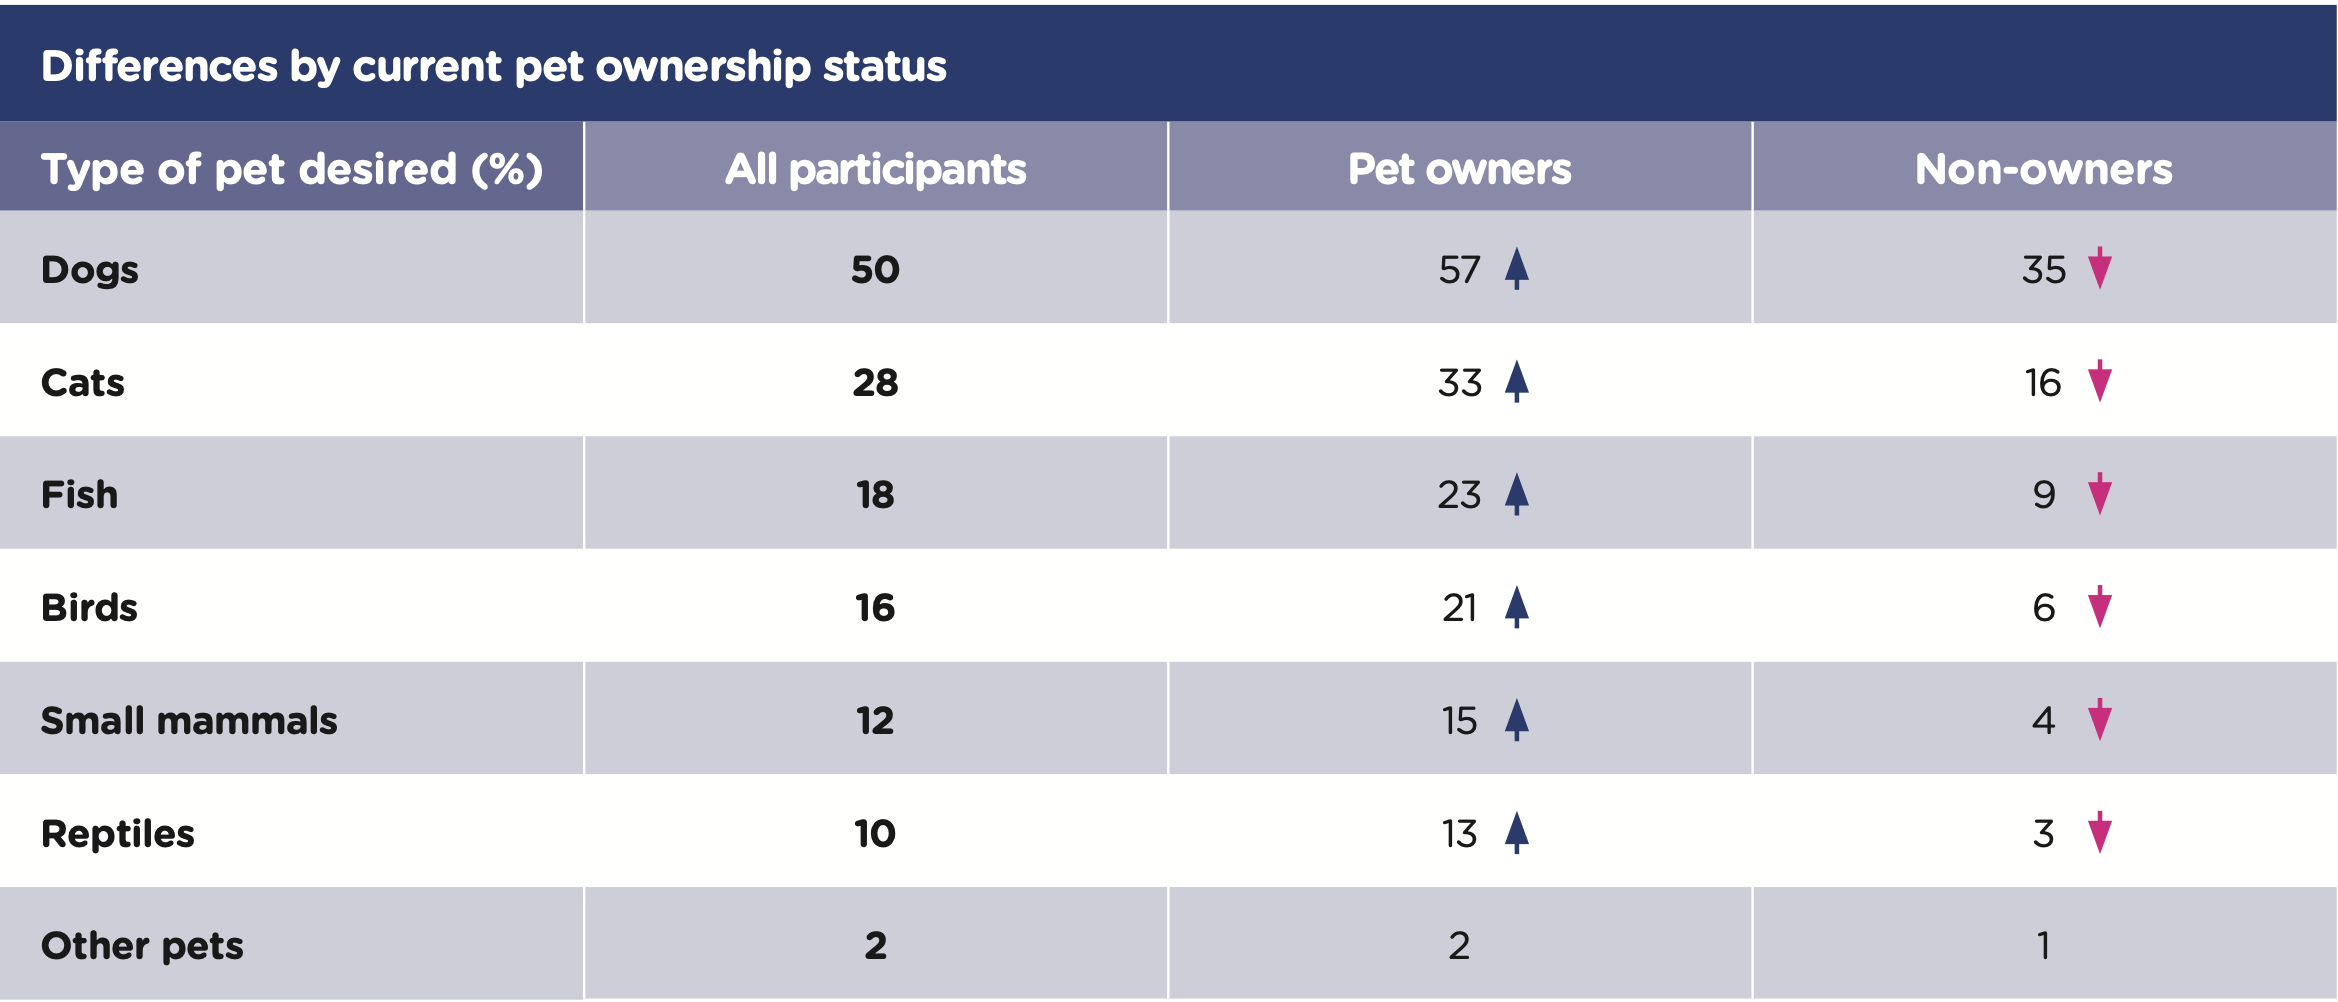 Differences by current pet ownership status
Type of pet desired (%) All participants Pet owners Non-owners
Dogs 50 57 35
Cats 28 33 16
Fish 18 23 9
Birds 16 21 6
Small mammals 12 15 4
Reptiles 10 13 3
Other pets 2 2 1